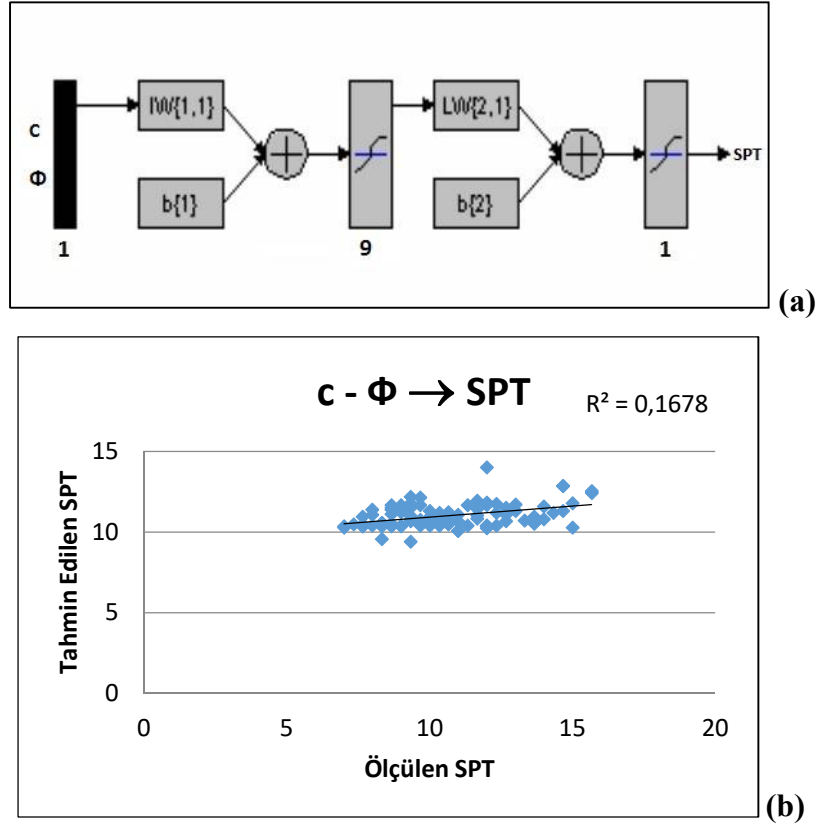 c
Φ
IW{1,1}
b{1}
LW{2,1}
b{2}
SPT
1
9
1
(a)
c - Φ → SPT
R² = 0,1678
Tahmin Edilen SPT
15
10
5
0
0 5 10 15 20
Ölçülen SPT
(b)